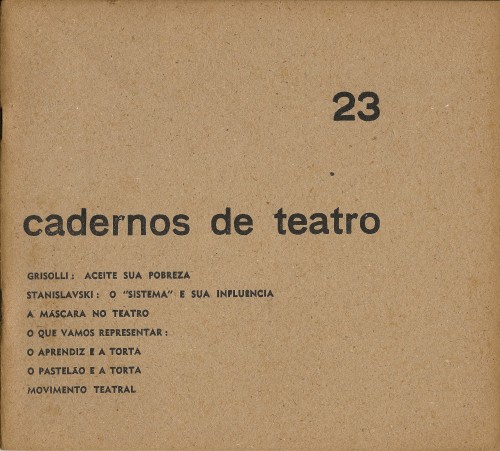 23
cadernos de teatro
GRISOLLI: ACEITE SUA POBREZA
STANISLAVSKI: O "SISTEMA" E SUA INFLUÊNCIA
A MÁSCARA NO TEATRO
O QUE VAMOS REPRESENTAR:
O APRENDIZ E A TORTA
O PASTELÃO E A TORTA
MOVIMENTO TEATRAL